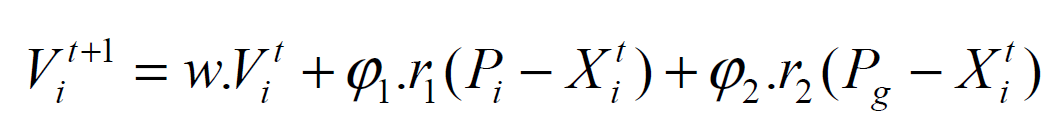 V_i^{t+1} = w.V_i^t + φ_1.r_1(P_i − X_i^t) + φ_2.r_2(P_g − X_i^t)